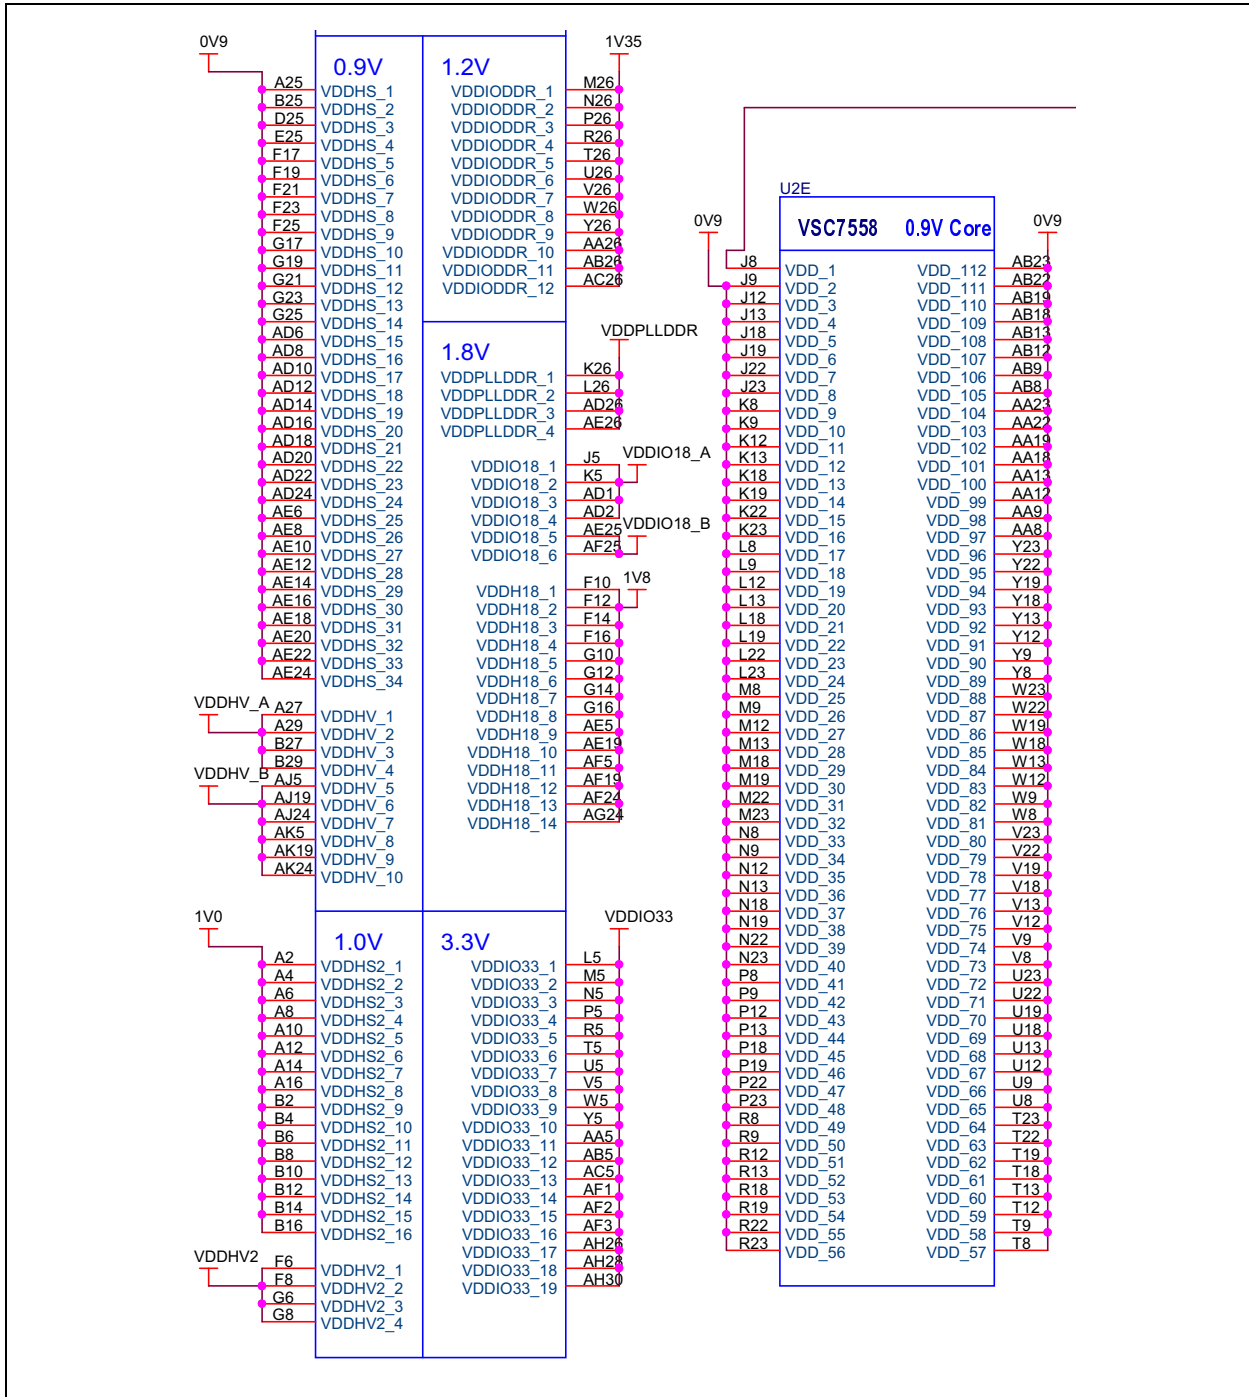 0V9
0.9V
A25 VDDHS_1
B25 VDDHS_2
D25 VDDHS_3
E25 VDDHS_4
F17 VDDHS_5
F19 VDDHS_6
F21 VDDHS_7
F23 VDDHS_8
F25 VDDHS_9
G17 VDDHS_10
G19 VDDHS_11
G21 VDDHS_12
G23 VDDHS_13
G25 VDDHS_14
AD6 VDDHS_15
AD8 VDDHS_16
AD10 VDDHS_17
AD12 VDDHS_18
AD14 VDDHS_19
AD16 VDDHS_20
AD18 VDDHS_21
AD20 VDDHS_22
AD22 VDDHS_23
AD24 VDDHS_24
AE6 VDDHS_25
AE8 VDDHS_26
AE10 VDDHS_27
AE12 VDDHS_28
AE14 VDDHS_29
AE16 VDDHS_30
AE18 VDDHS_31
AE20 VDDHS_32
AE22 VDDHS_33
AE24 VDDHS_34
VDDHV_A
A27 VDDHV_1
A29 VDDHV_2
B27 VDDHV_3
B29 VDDHV_4
VDDHV_B
AJ5 VDDHV_5
AJ19 VDDHV_6
AJ24 VDDHV_7
AK5 VDDHV_8
AK19 VDDHV_9
AK24 VDDHV_10
1V0
1.0V
A2 VDDHS2_1
A4 VDDHS2_2
A6 VDDHS2_3
A8 VDDHS2_4
A10 VDDHS2_5
A12 VDDHS2_6
A14 VDDHS2_7
A16 VDDHS2_8
B2 VDDHS2_9
B4 VDDHS2_10
B6 VDDHS2_11
B8 VDDHS2_12
B10 VDDHS2_13
B12 VDDHS2_14
B14 VDDHS2_15
B16 VDDHS2_16
VDDHV2
F6 VDDHV2_1
F8 VDDHV2_2
G6 VDDHV2_3
G8 VDDHV2_4
1.2V
1V35
VDDIODDR_1 M26
VDDIODDR_2 N26
VDDIODDR_3 P26
VDDIODDR_4 R26
VDDIODDR_5 T26
VDDIODDR_6 U26
VDDIODDR_7 V26
VDDIODDR_8 W26
VDDIODDR_9 Y26
VDDIODDR_10 AA26
VDDIODDR_11 AB26
VDDIODDR_12 AC26
VDDPLLDDR
1.8V
VDDPLLDDR_1 K26
VDDPLLDDR_2 L26
VDDPLLDDR_3 AD26
VDDPLLDDR_4 AE26
VDDIO18_A
VDDIO18_1 J5
VDDIO18_2 K5
VDDIO18_3 AD1
VDDIO18_4 AD2
VDDIO18_B
VDDIO18_5 AE25
VDDIO18_6 AF25
1V8
VDDH18_1 F10
VDDH18_2 F12
VDDH18_3 F14
VDDH18_4 F16
VDDH18_5 G10
VDDH18_6 G12
VDDH18_7 G14
VDDH18_8 G16
VDDH18_9 AE5
VDDH18_10 AE19
VDDH18_11 AF5
VDDH18_12 AF19
VDDH18_13 AF24
VDDH18_14 AG24
VDDIO33
3.3V
VDDIO33_1 L5
VDDIO33_2 M5
VDDIO33_3 N5
VDDIO33_4 P5
VDDIO33_5 R5
VDDIO33_6 T5
VDDIO33_7 U5
VDDIO33_8 V5
VDDIO33_9 W5
VDDIO33_10 Y5
VDDIO33_11 AA5
VDDIO33_12 AB5
VDDIO33_13 AC5
VDDIO33_14 AF1
VDDIO33_15 AF2
VDDIO33_16 AF3
VDDIO33_17 AH26
VDDIO33_18 AH28
VDDIO33_19 AH30
U2E
0V9 VSC7558 0.9V Core 0V9
J8 VDD_1 VDD_112 AB23
J9 VDD_2 VDD_111 AB22
J12 VDD_3 VDD_110 AB19
J13 VDD_4 VDD_109 AB18
J18 VDD_5 VDD_108 AB13
J19 VDD_6 VDD_107 AB12
J22 VDD_7 VDD_106 AB9
J23 VDD_8 VDD_105 AB8
K8 VDD_9 VDD_104 AA23
K9 VDD_10 VDD_103 AA22
K12 VDD_11 VDD_102 AA19
K13 VDD_12 VDD_101 AA18
K18 VDD_13 VDD_100 AA13
K19 VDD_14 VDD_99 AA12
K22 VDD_15 VDD_98 AA9
K23 VDD_16 VDD_97 AA8
L8 VDD_17 VDD_96 Y23
L9 VDD_18 VDD_95 Y22
L12 VDD_19 VDD_94 Y19
L13 VDD_20 VDD_93 Y18
L18 VDD_21 VDD_92 Y13
L19 VDD_22 VDD_91 Y12
L22 VDD_23 VDD_90 Y9
L23 VDD_24 VDD_89 Y8
M8 VDD_25 VDD_88 W23
M9 VDD_26 VDD_87 W22
M12 VDD_27 VDD_86 W19
M13 VDD_28 VDD_85 W18
M18 VDD_29 VDD_84 W13
M19 VDD_30 VDD_83 W12
M22 VDD_31 VDD_82 W9
M23 VDD_32 VDD_81 W8
N8 VDD_33 VDD_80 V23
N9 VDD_34 VDD_79 V22
N12 VDD_35 VDD_78 V19
N13 VDD_36 VDD_77 V18
N18 VDD_37 VDD_76 V13
N19 VDD_38 VDD_75 V12
N22 VDD_39 VDD_74 V9
N23 VDD_40 VDD_73 V8
P8 VDD_41 VDD_72 U23
P9 VDD_42 VDD_71 U22
P12 VDD_43 VDD_70 U19
P13 VDD_44 VDD_69 U18
P18 VDD_45 VDD_68 U13
P19 VDD_46 VDD_67 U12
P22 VDD_47 VDD_66 U9
P23 VDD_48 VDD_65 U8
R8 VDD_49 VDD_64 T23
R9 VDD_50 VDD_63 T22
R12 VDD_51 VDD_62 T19
R13 VDD_52 VDD_61 T18
R18 VDD_53 VDD_60 T13
R19 VDD_54 VDD_59 T12
R22 VDD_55 VDD_58 T9
R23 VDD_56 VDD_57 T8